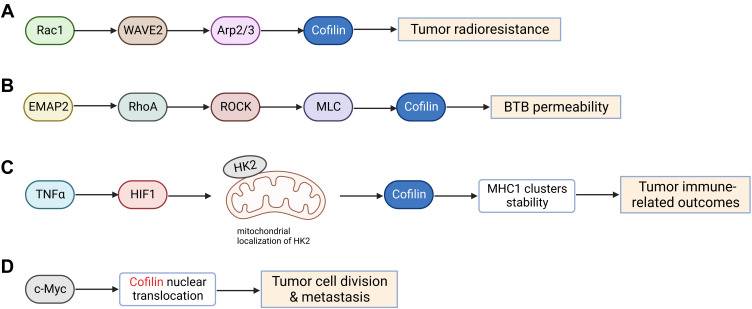 A
Rac1
WAVE2
Arp2/3
Cofilin
Tumor radioresistance
B
EMAP2
RhoA
ROCK
MLC
Cofilin
BTB permeability
C
TNFα
HIF1
HK2
mitochondrial
localization of HK2
Cofilin
MHC1 clusters
stability
Tumor immune-
related outcomes
D
c-Myc
Cofilin nuclear
translocation
Tumor cell division
& metastasis